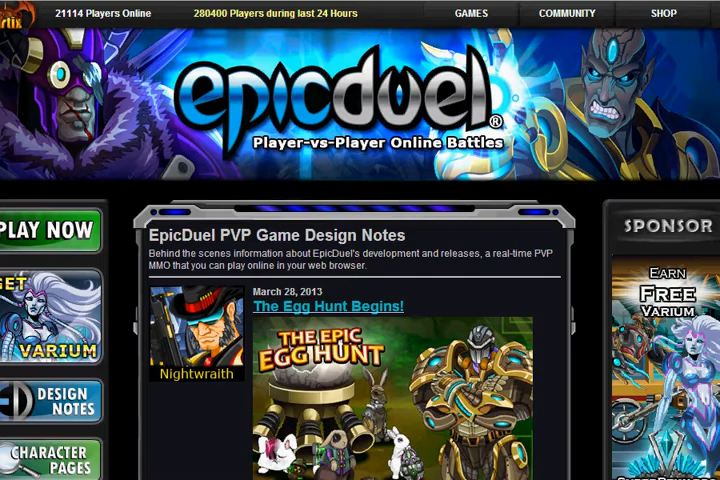 21114 Players Online
280400 Players during last 24 Hours
GAMES
COMMUNITY
SHOP
epicduel®
Player-vs-Player Online Battles
PLAY NOW
VARIUM
DESIGN
NOTES
CHARACTER
PAGES
EpicDuel PVP Game Design Notes
Behind the scenes information about EpicDuel's development and releases, a real-time PVP
MMO that you can play online in your web browser.
March 28, 2013
The Egg Hunt Begins!
Nightwraith
THE EPIC
EGG HUNT
SPONSOR
EARN
FREE
VARIUM